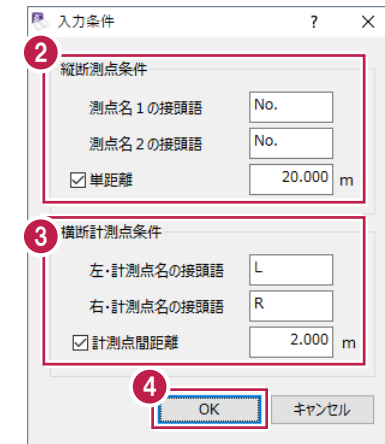 入力条件 ? ×
2
縦断測点条件
測点名1の接頭語 No.
測点名2の接頭語 No.
単距離 20.000 m
3
横断計測点条件
左・計測点名の接頭語 L
右・計測点名の接頭語 R
計測点間距離 2.000 m
4
OK キャンセル